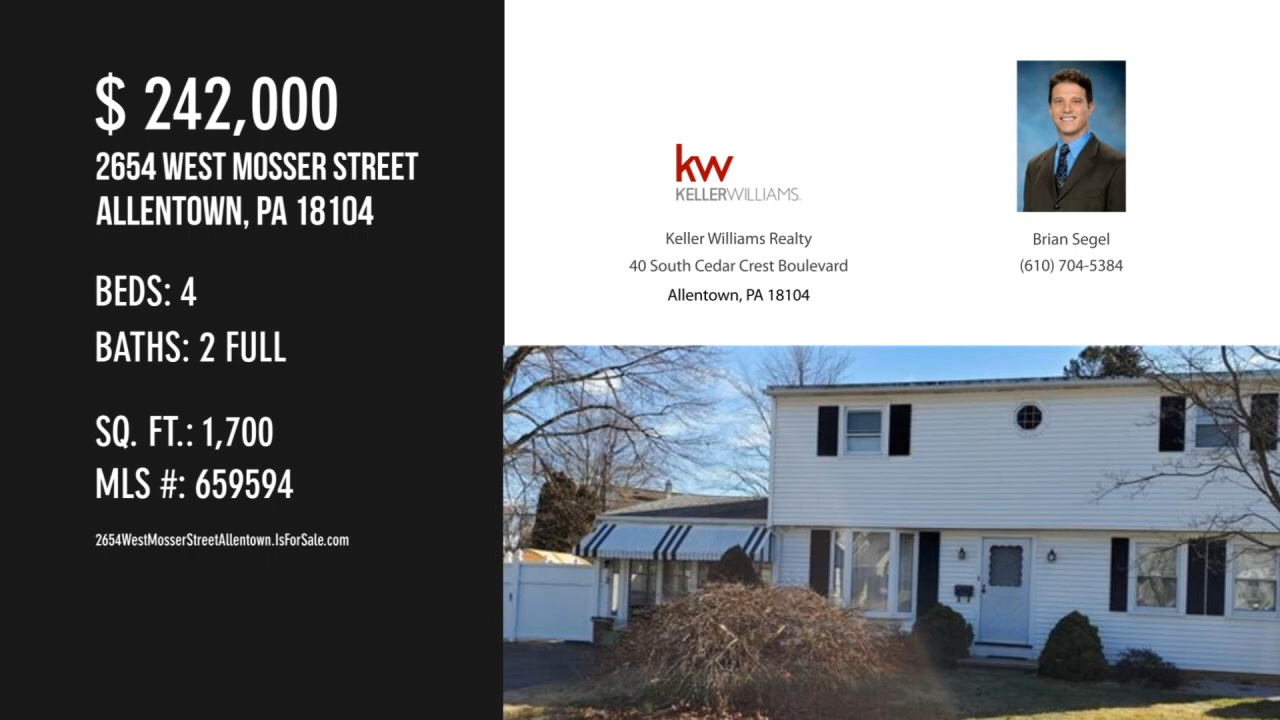 $ 242,000
2654 WEST MOSSER STREET
ALLENTOWN, PA 18104
BEDS: 4
BATHS: 2 FULL
SQ. FT.: 1,700
MLS #: 659594
2654WestMosserStreetAllentown.IsForSale.com
kw
KELLERWILLIAMS.
Keller Williams Realty
40 South Cedar Crest Boulevard
Allentown, PA 18104
Brian Segel
(610) 704-5384